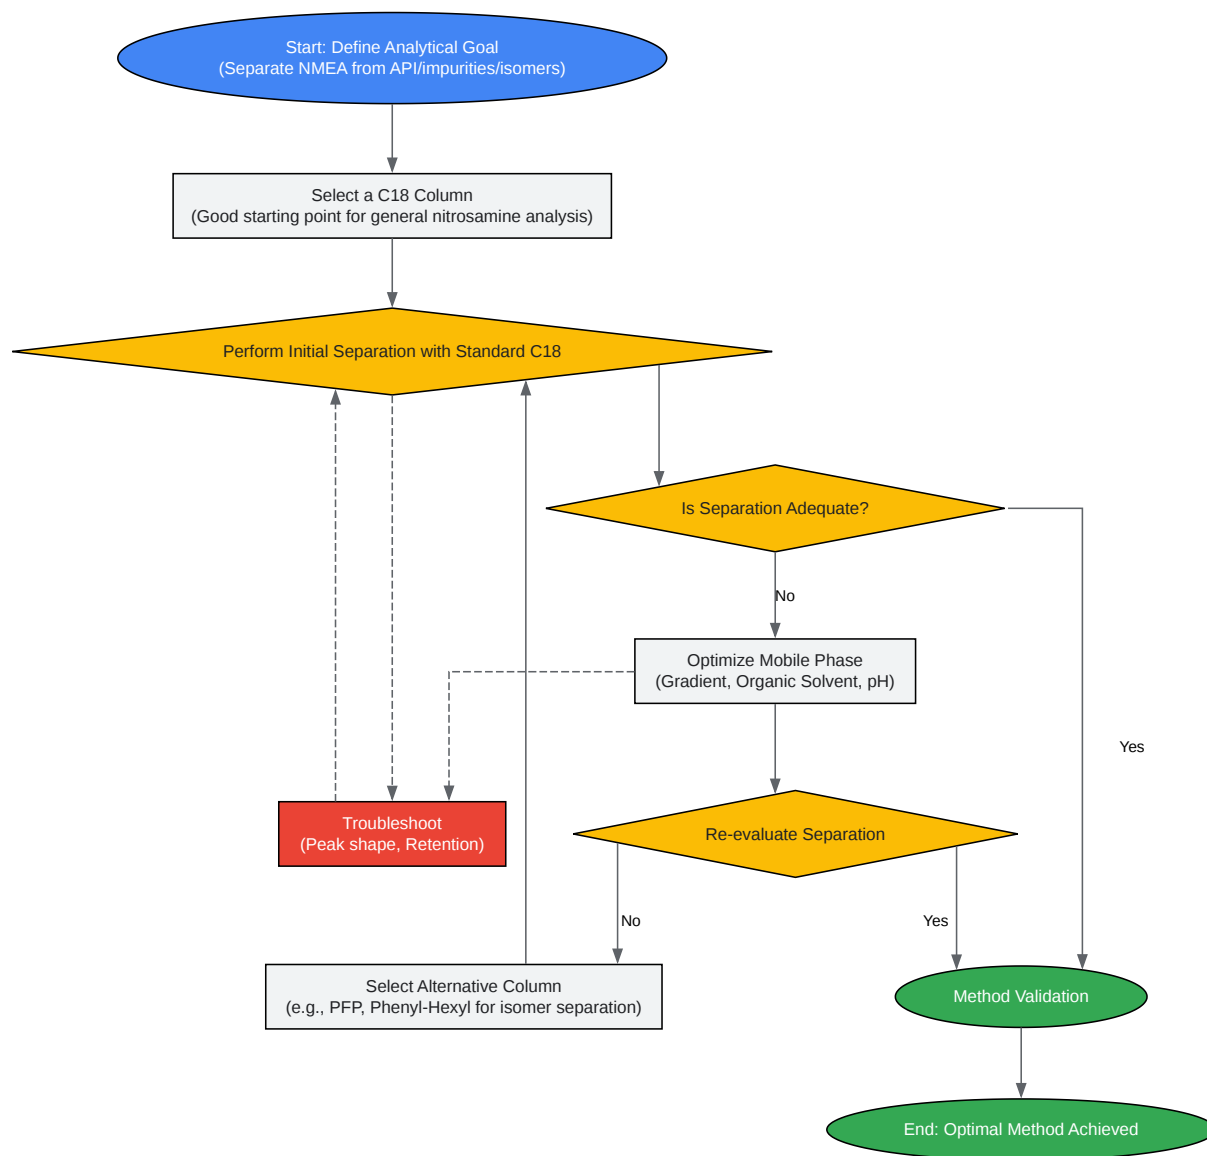 Start: Define Analytical Goal
(Separate NMEA from API/impurities/isomers)
Select a C18 Column
(Good starting point for general nitrosamine analysis)
Perform Initial Separation with Standard C18
Is Separation Adequate?
No
Optimize Mobile Phase
(Gradient, Organic Solvent, pH)
Yes
Troubleshoot
(Peak shape, Retention)
Re-evaluate Separation
No
Yes
Select Alternative Column
(e.g., PFP, Phenyl-Hexyl for isomer separation)
Method Validation
End: Optimal Method Achieved